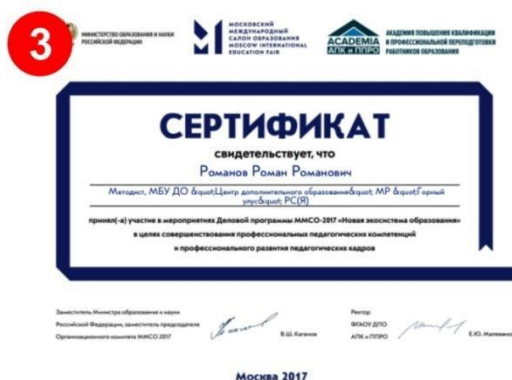 3
МИНИСТЕРСТВО ОБРАЗОВАНИЯ И НАУКИ
РОССИЙСКОЙ ФЕДЕРАЦИИ
МОСКОВСКИЙ
МЕЖДУНАРОДНЫЙ
САЛОН ОБРАЗОВАНИЯ
MOSCOW INTERNATIONAL
EDUCATION FAIR
ACADEMIA
АПК и ППРО
АКАДЕМИЯ ПОВЫШЕНИЯ КВАЛИФИКАЦИИ
И ПРОФЕССИОНАЛЬНОЙ ПЕРЕПОДГОТОВКИ
РАБОТНИКОВ ОБРАЗОВАНИЯ
СЕРТИФИКАТ
свидетельствует, что
Романов Роман Романович
Методист, МБУ ДО &quot;Центр дополнительного образования&quot; МР &quot;Горный
улус&quot; РС(Я)
принял(-а) участие в мероприятиях Деловой программы ММСО-2017 «Новая экосистема образования»
в целях совершенствования профессиональных педагогических компетенций
и профессионального развития педагогических кадров
Заместитель Министра образования и науки
Российской Федерации, заместитель председателя
Организационного комитета ММСО 2017
В.Ш. Каганов
Ректор
ФГАОУ ДПО
АПК и ППРО
Е.Ю. Малеванов
Москва 2017